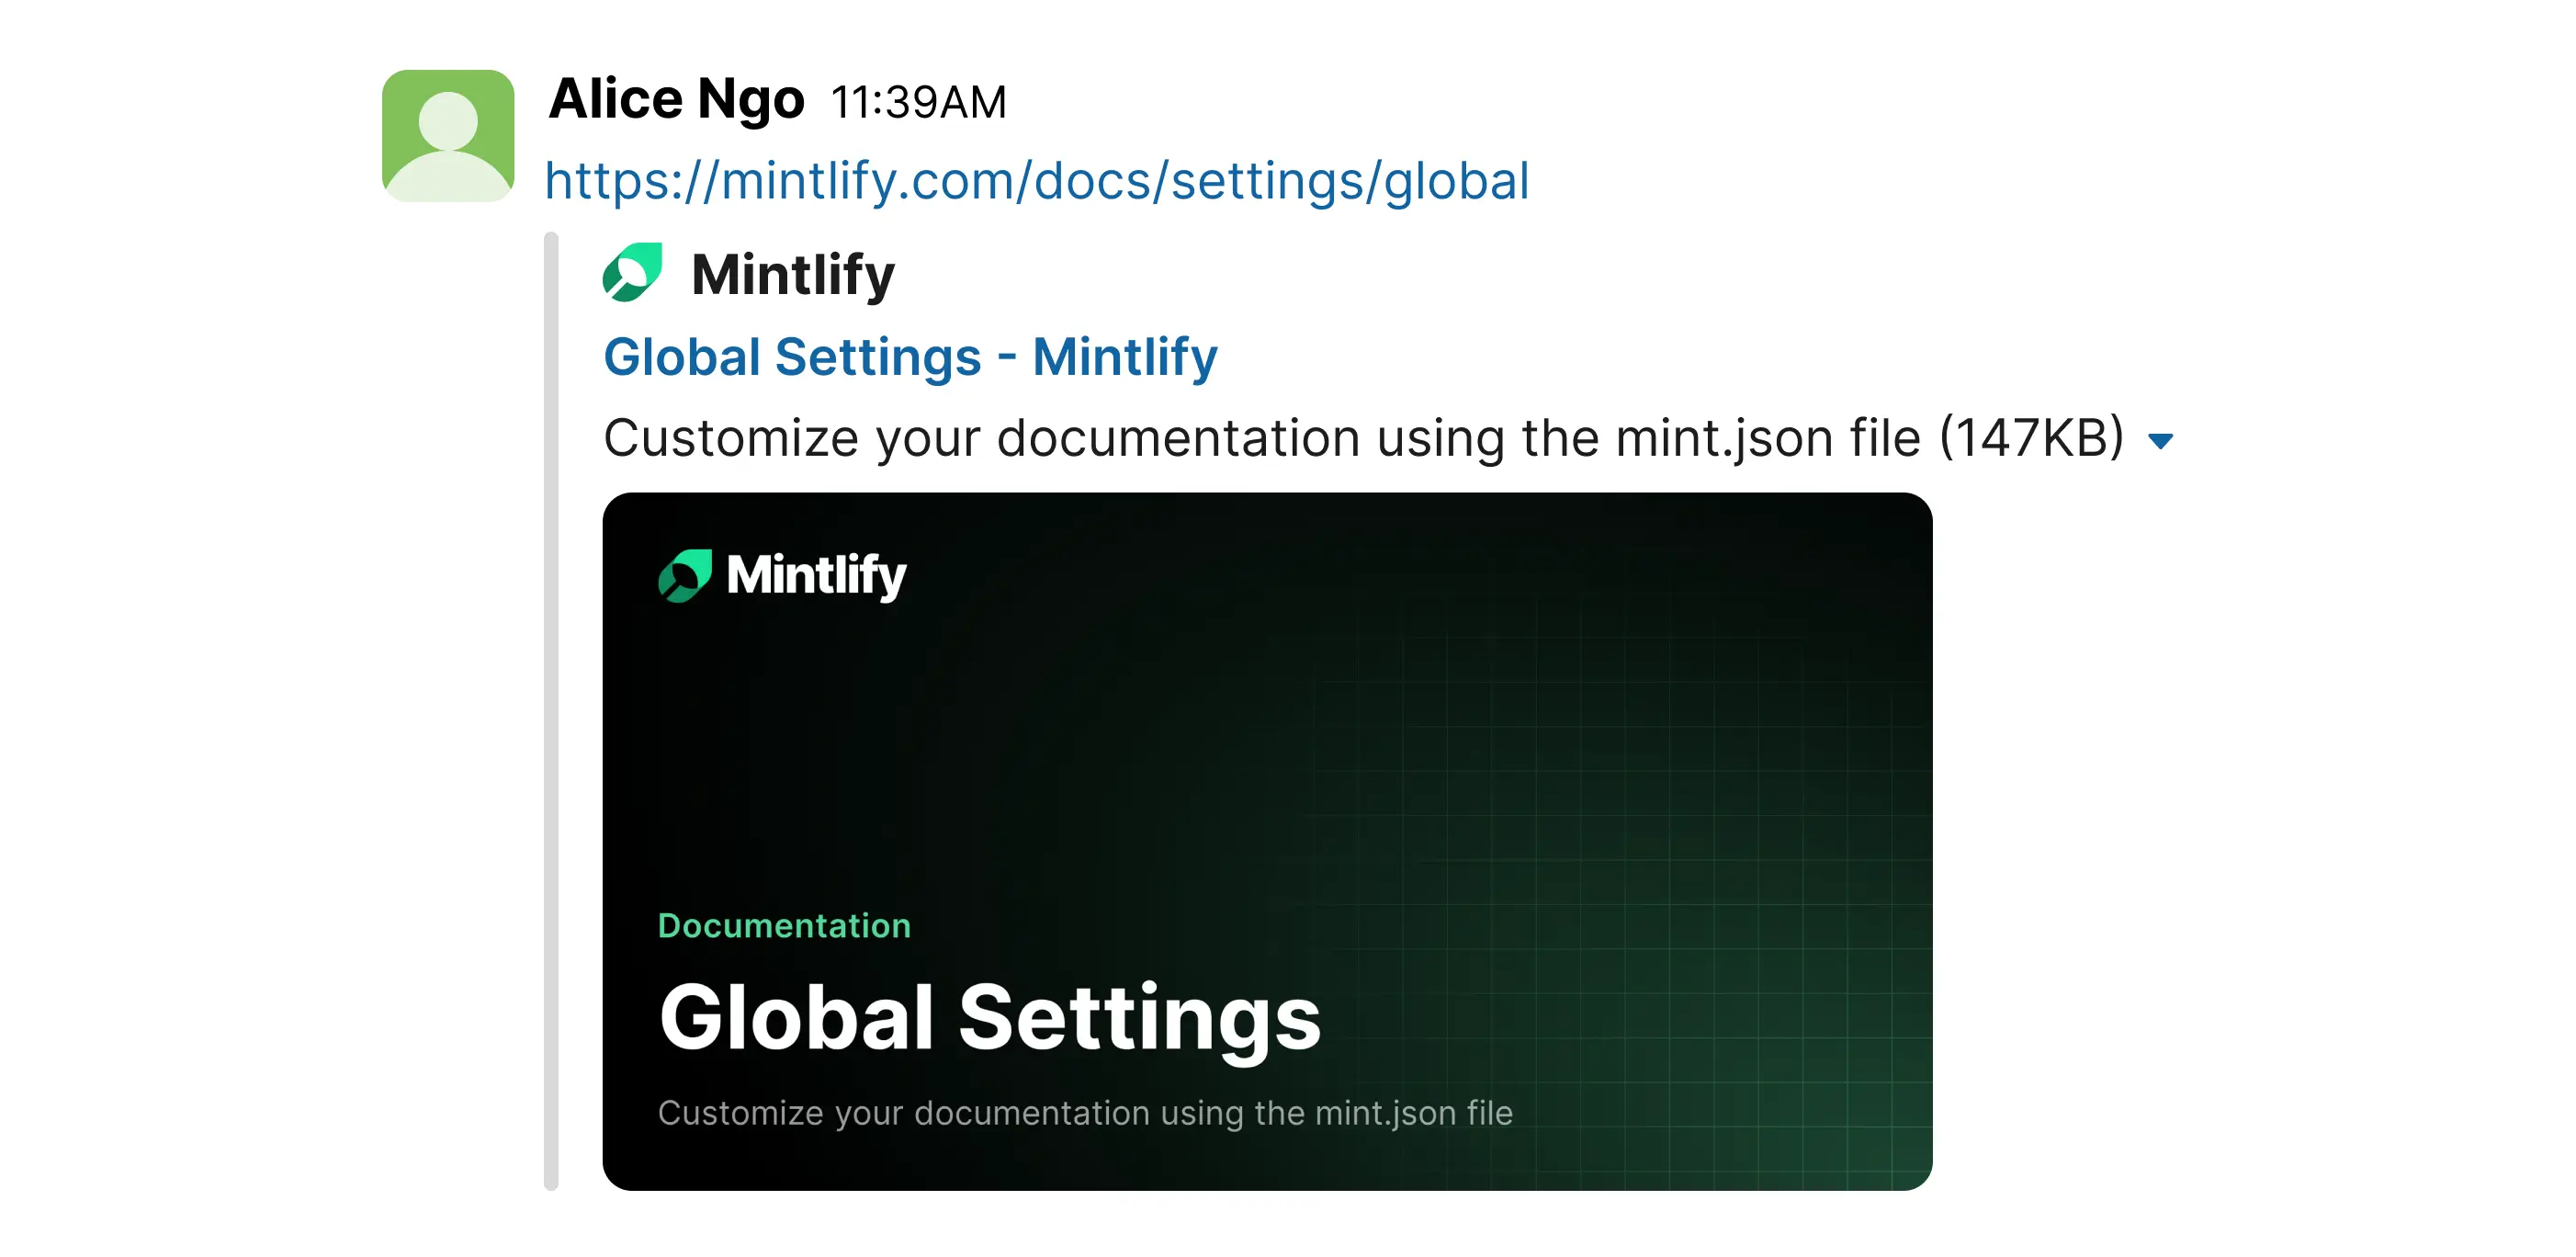 Alice Ngo 11:39AM
https://mintlify.com/docs/settings/global
Mintlify
Global Settings - Mintlify
Customize your documentation using the mint.json file (147KB)
Mintlify
Documentation
Global Settings
Customize your documentation using the mint.json file